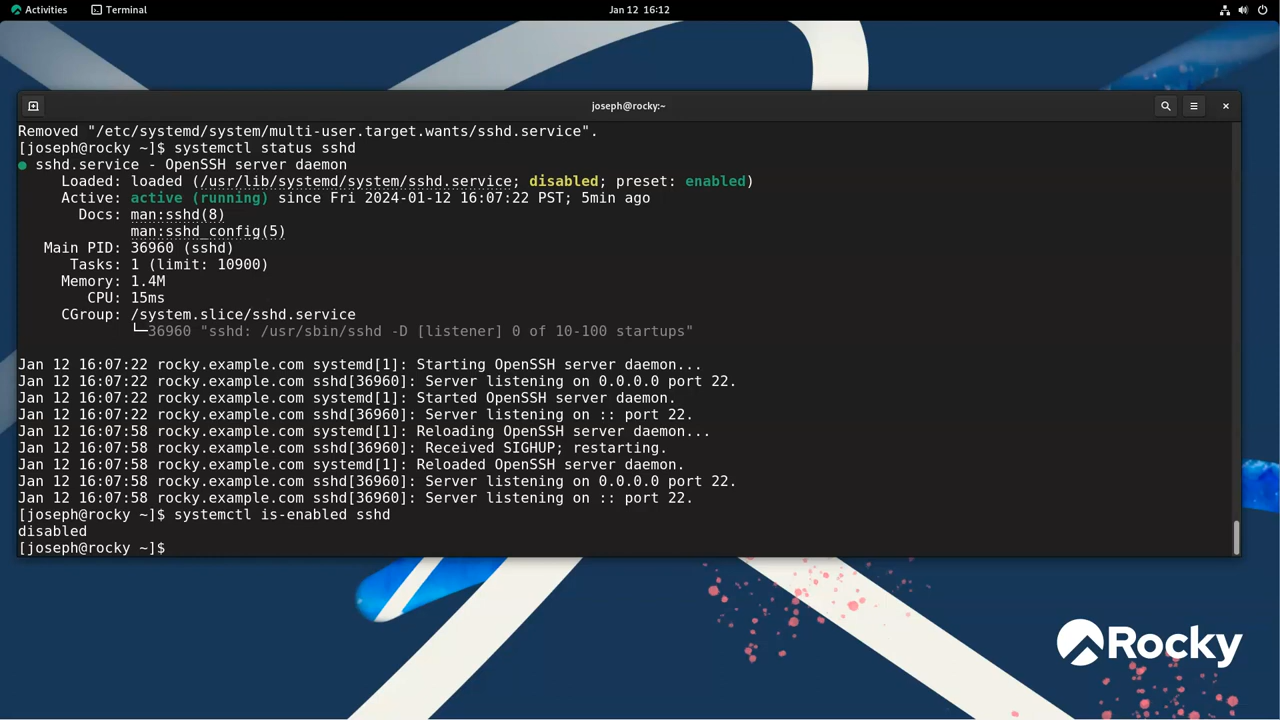 Activities
Terminal
Jan 12 16:12
joseph@rocky:~
Removed "/etc/systemd/system/multi-user.target.wants/sshd.service".
[joseph@rocky ~]$ systemctl status sshd
● sshd.service - OpenSSH server daemon
     Loaded: loaded (/usr/lib/systemd/system/sshd.service; disabled; preset: enabled)
     Active: active (running) since Fri 2024-01-12 16:07:22 PST; 5min ago
       Docs: man:sshd(8)
             man:sshd_config(5)
   Main PID: 36960 (sshd)
      Tasks: 1 (limit: 10900)
     Memory: 1.4M
        CPU: 15ms
     CGroup: /system.slice/sshd.service
             └─36960 "sshd: /usr/sbin/sshd -D [listener] 0 of 10-100 startups"
Jan 12 16:07:22 rocky.example.com systemd[1]: Starting OpenSSH server daemon...
Jan 12 16:07:22 rocky.example.com sshd[36960]: Server listening on 0.0.0.0 port 22.
Jan 12 16:07:22 rocky.example.com systemd[1]: Started OpenSSH server daemon.
Jan 12 16:07:22 rocky.example.com sshd[36960]: Server listening on :: port 22.
Jan 12 16:07:58 rocky.example.com systemd[1]: Reloading OpenSSH server daemon...
Jan 12 16:07:58 rocky.example.com sshd[36960]: Received SIGHUP; restarting.
Jan 12 16:07:58 rocky.example.com systemd[1]: Reloaded OpenSSH server daemon.
Jan 12 16:07:58 rocky.example.com sshd[36960]: Server listening on 0.0.0.0 port 22.
Jan 12 16:07:58 rocky.example.com sshd[36960]: Server listening on :: port 22.
[joseph@rocky ~]$ systemctl is-enabled sshd
disabled
[joseph@rocky ~]$
Rocky